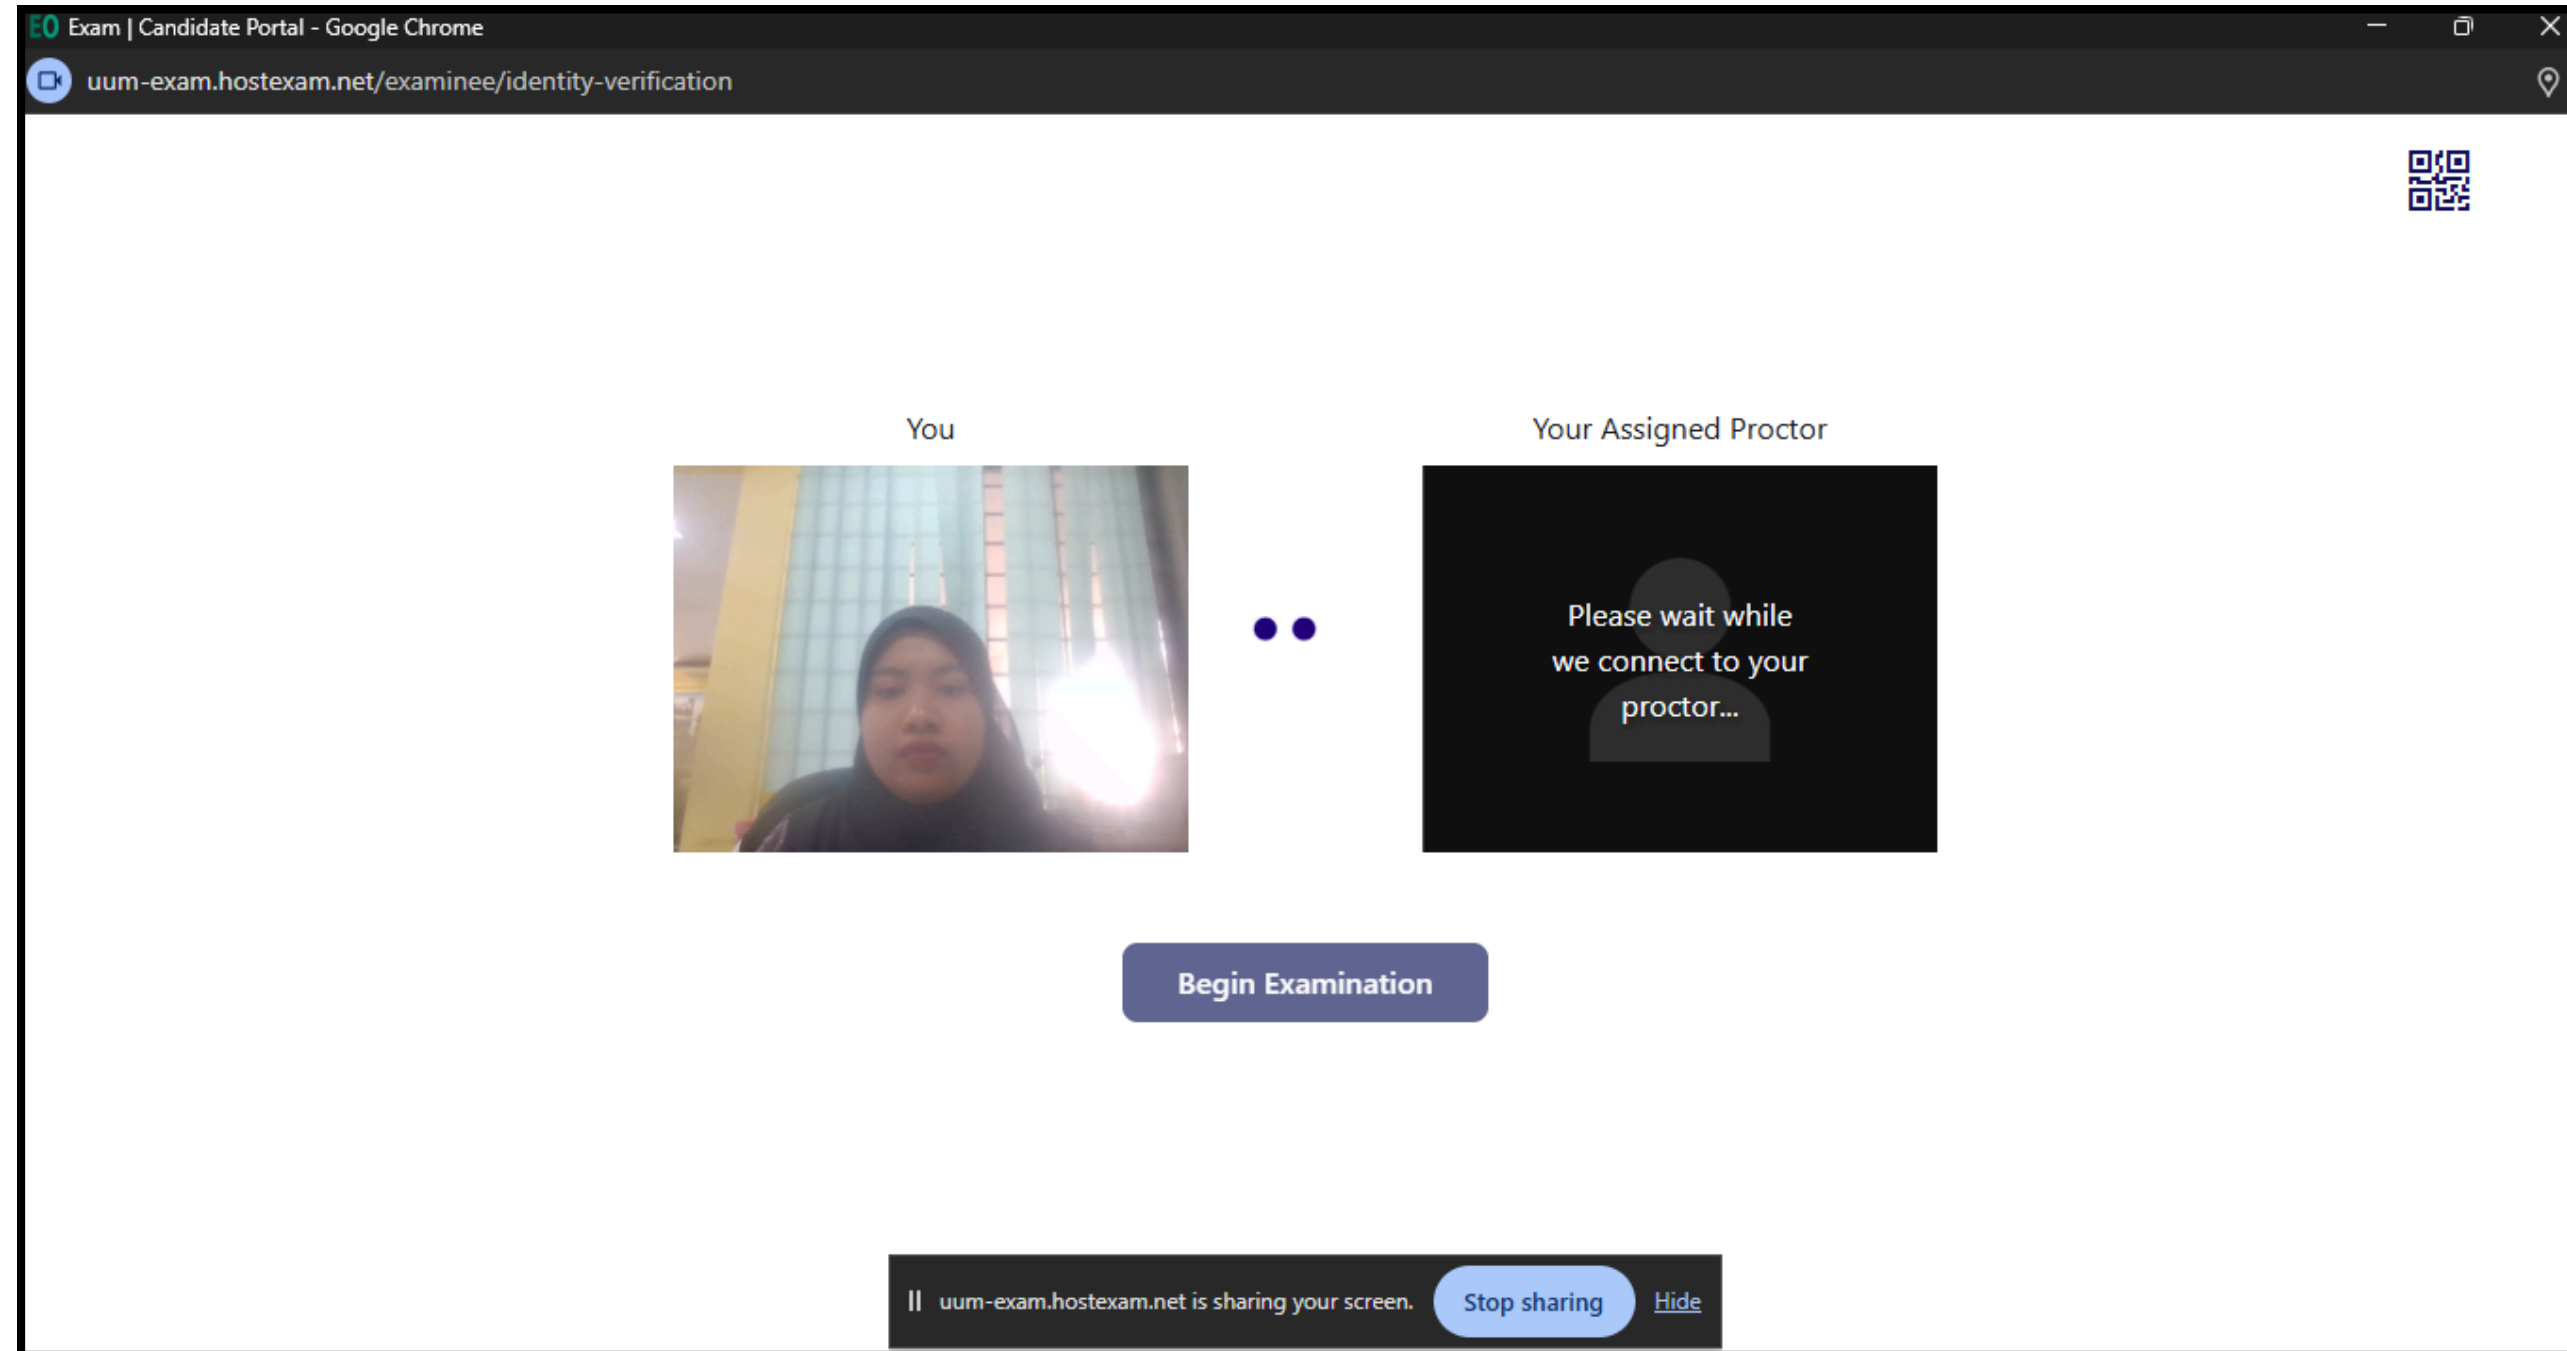 EO Exam | Candidate Portal - Google Chrome
uum-exam.hostexam.net/examinee/identity-verification
You
Your Assigned Proctor
Please wait while
we connect to your
proctor...
Begin Examination
uum-exam.hostexam.net is sharing your screen. Stop sharing Hide